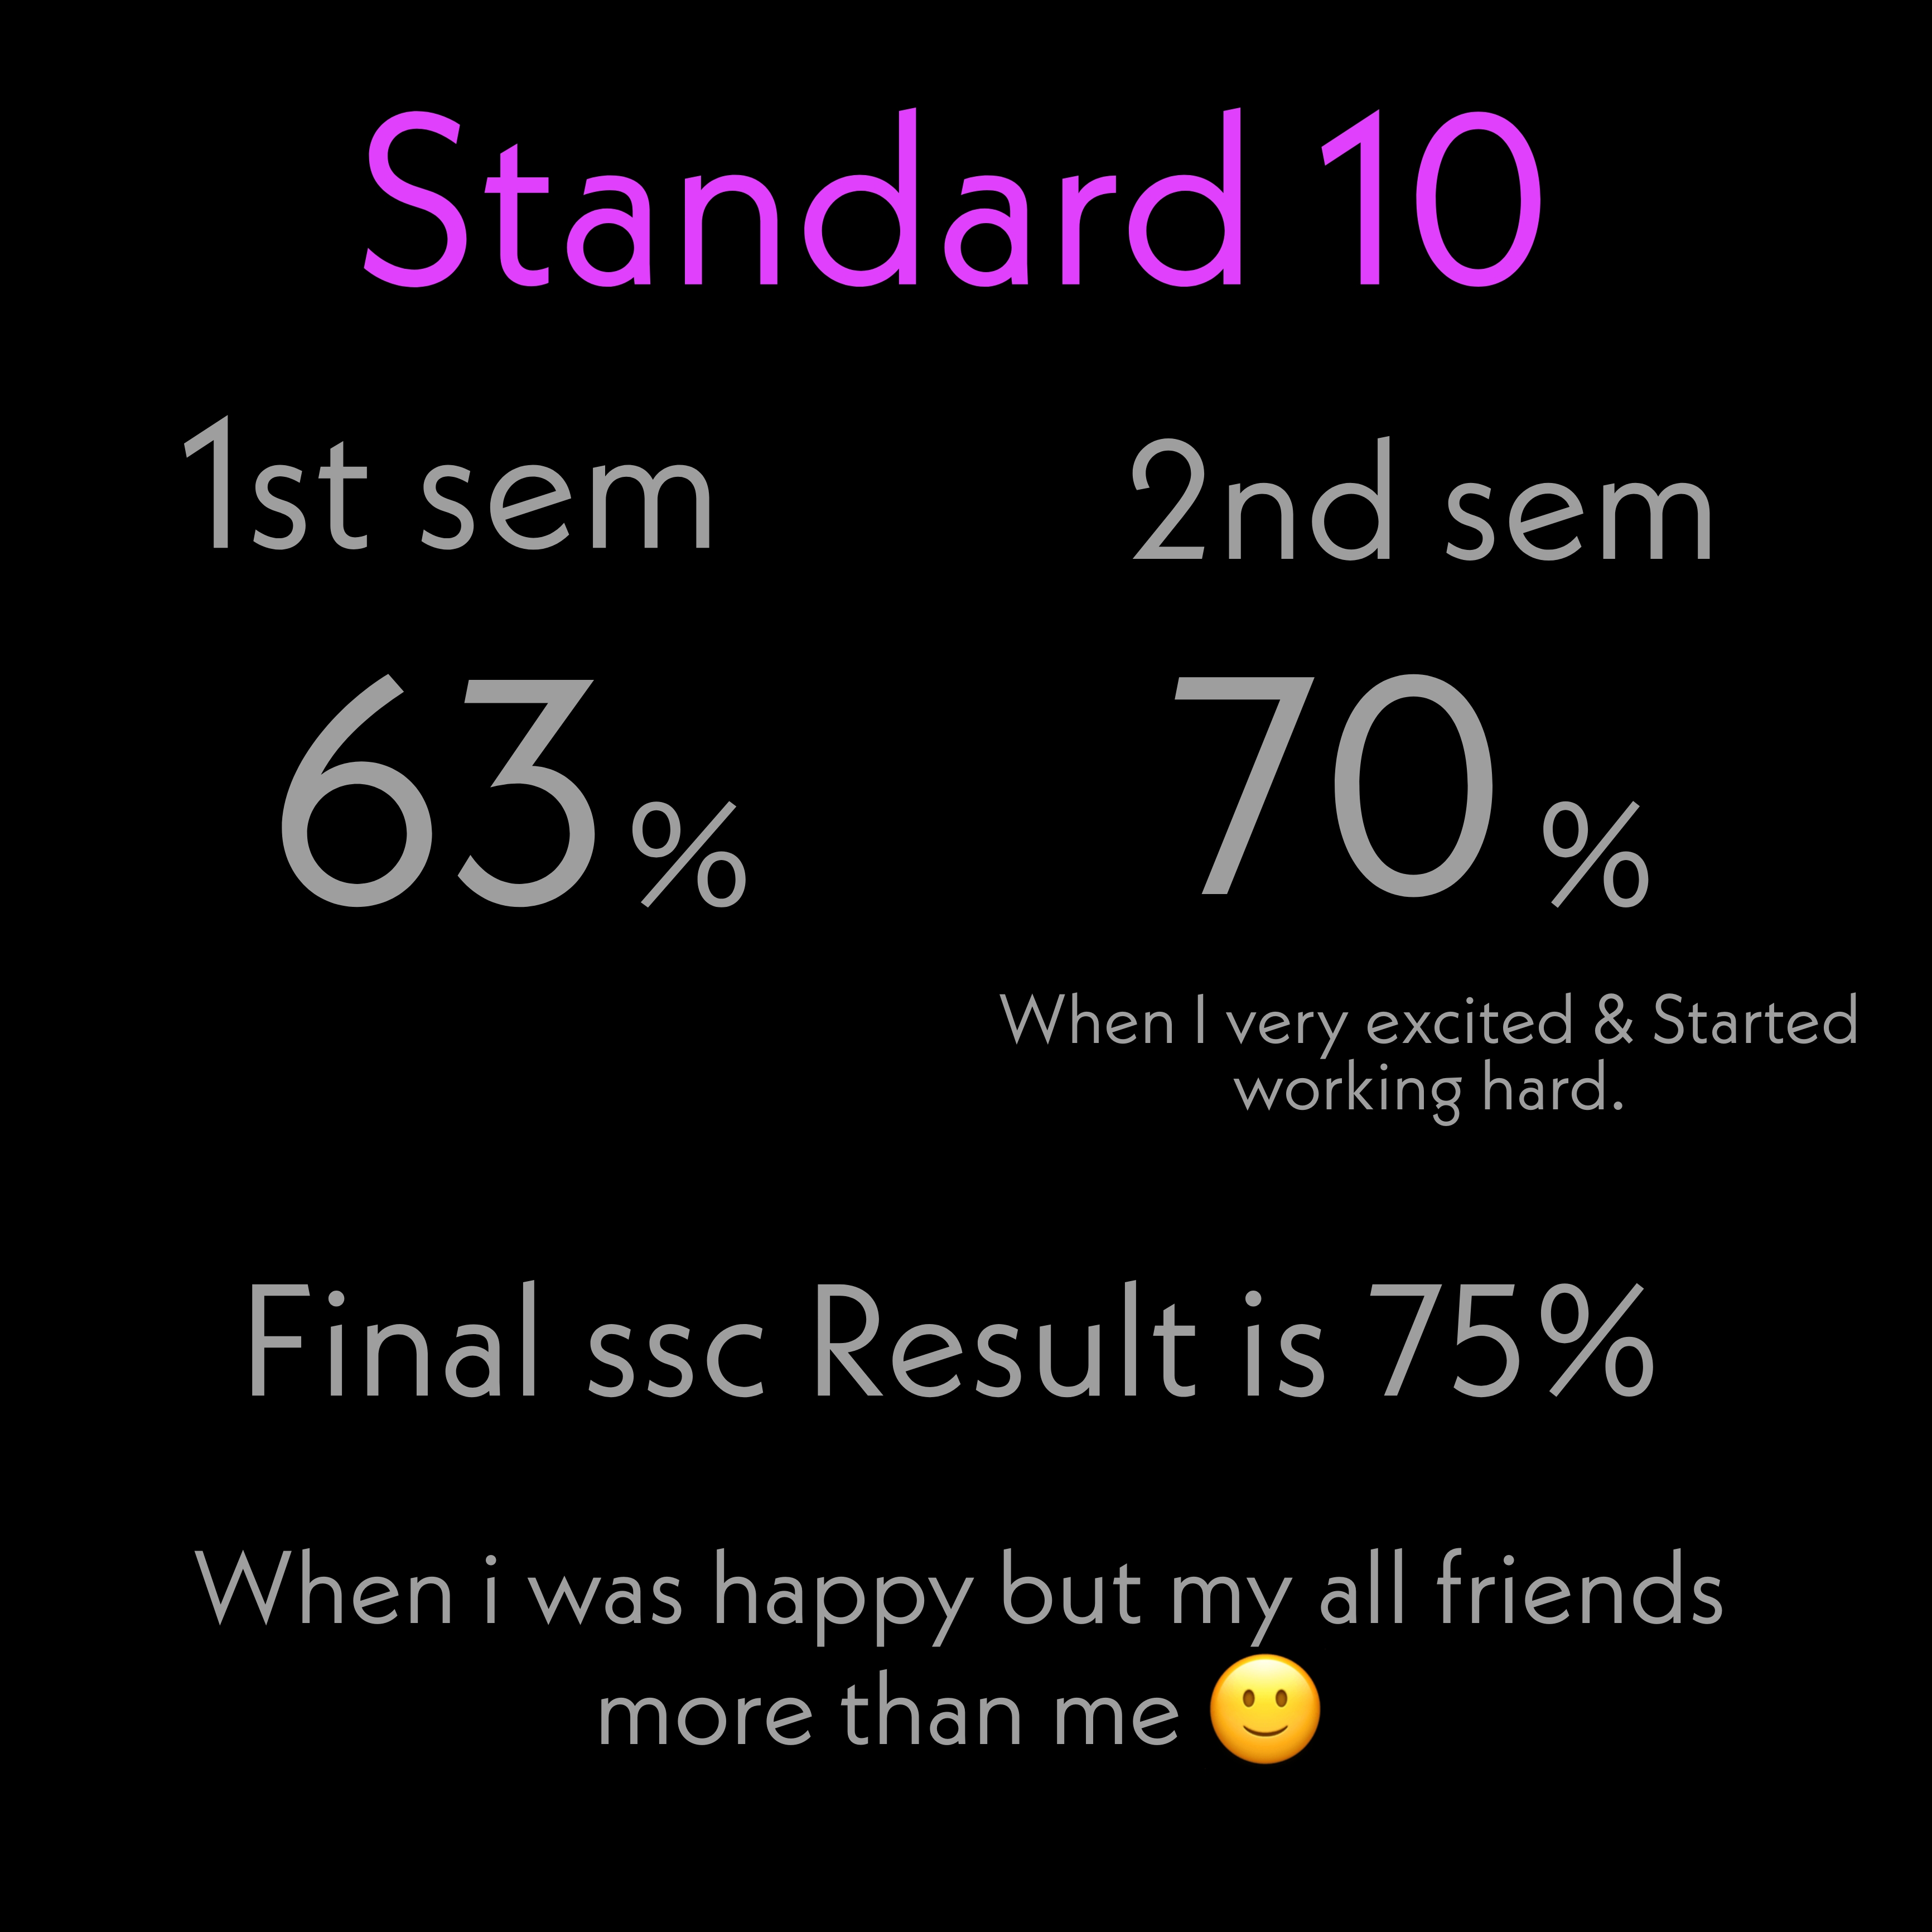 Standard 10
1st sem
2nd sem
63 %
70 %
When I very excited & Started
working hard.
Final ssc Result is 75%
When i was happy but my all friends
more than me 🙂